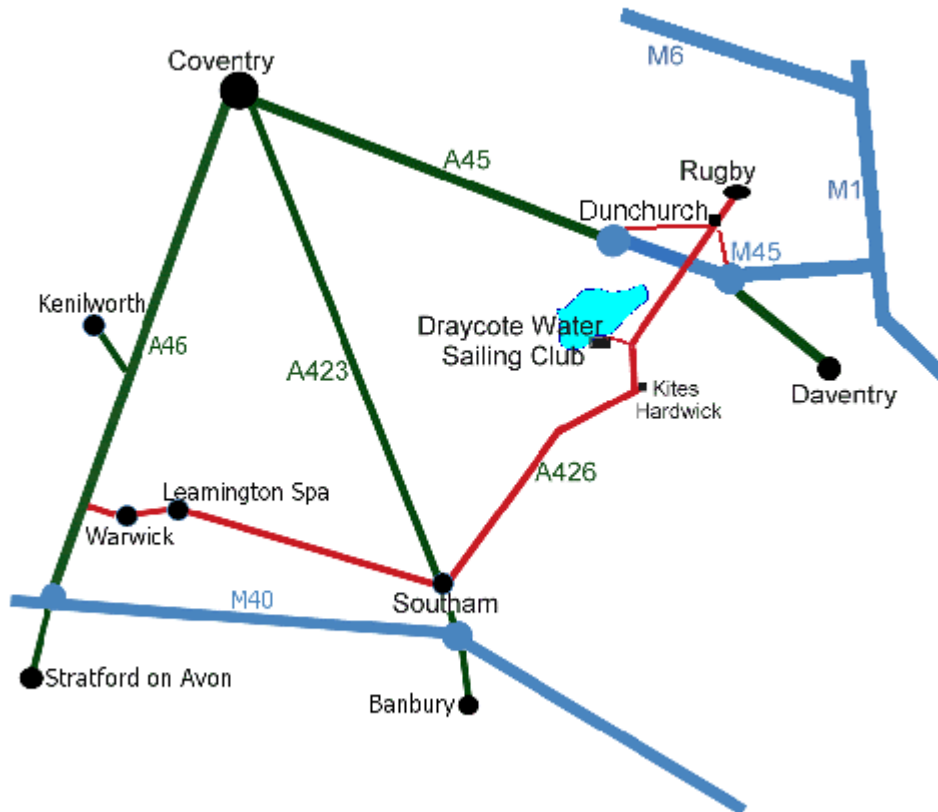 M6
Coventry
A45
Rugby
M1
Dunchurch
M45
Kenilworth
A46
Draycote Water
Sailing Club
A423
Kites
Hardwick
Daventry
A426
Leamington Spa
Warwick
M40
Southam
Stratford on Avon
Banbury